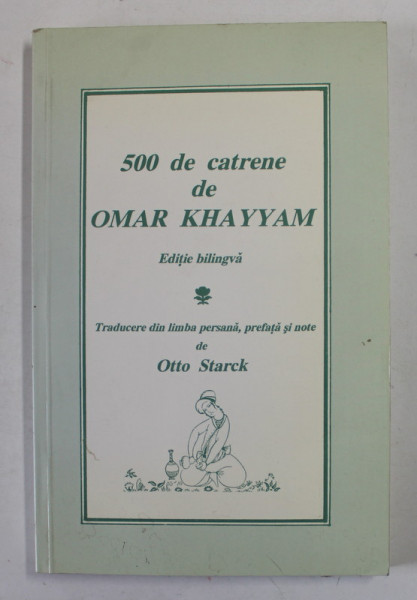 500 de catrene
de
OMAR KHAYYAM
Ediție bilingvă
Traducere din limba persană, prefață și note
de
Otto Starck